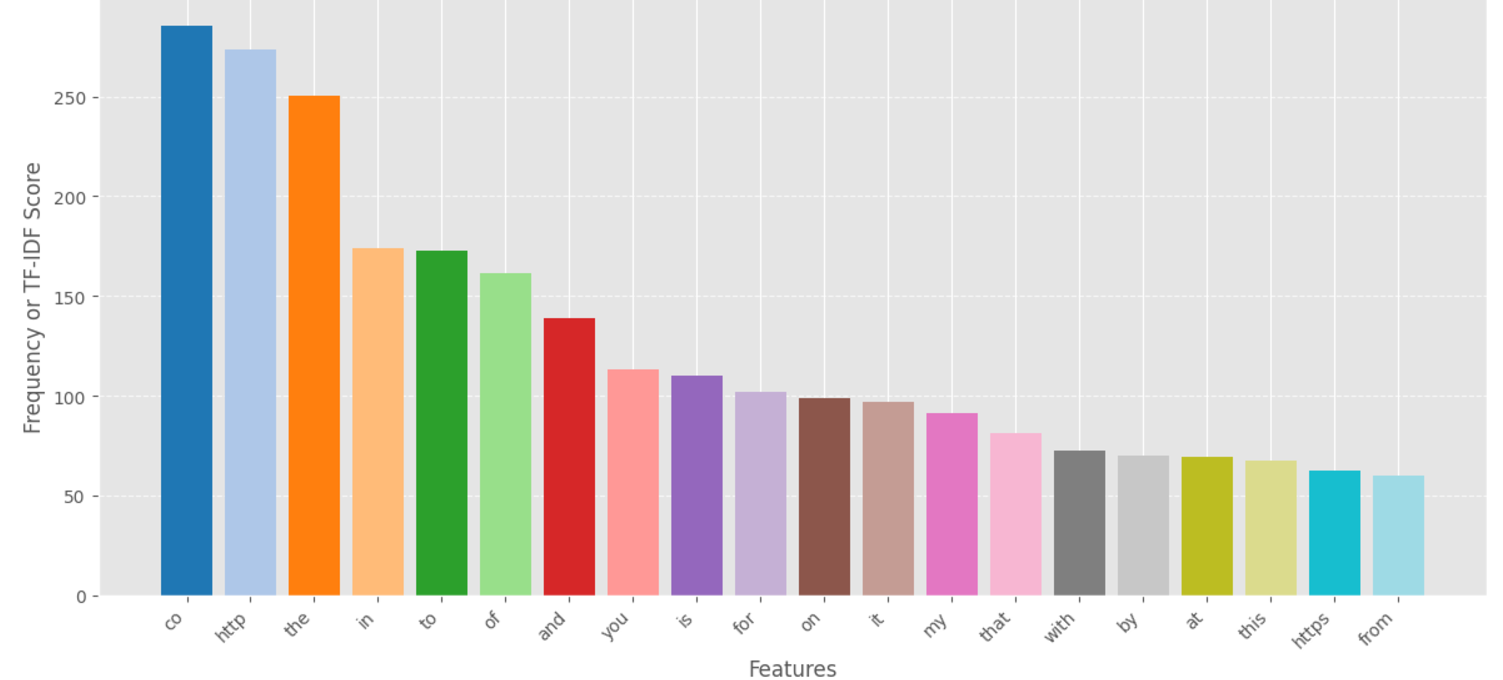 Frequency or TF-IDF Score
250
200
150
100
50
0
co http the in to of and you is for on it my that with by at this https from
Features